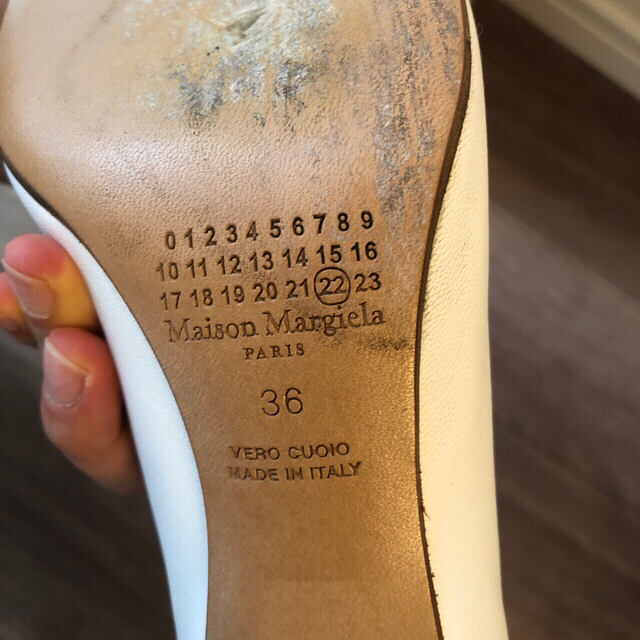 0 1 2 3 4 5 6 7 8 9
10 11 12 13 14 15 16
17 18 19 20 21 22 23
Maison Margiela
PARIS
36
VERO CUOIO
MADE IN ITALY